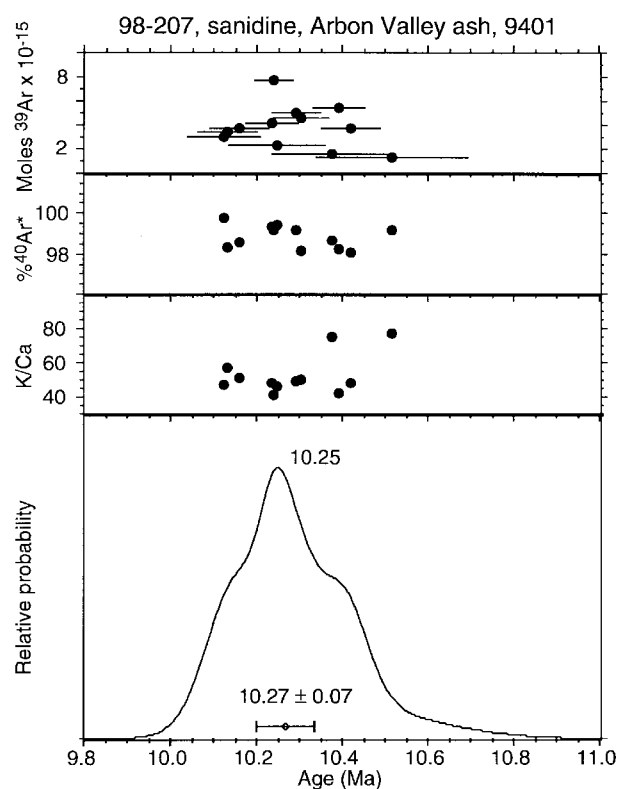 98-207, sanidine, Arbon Valley ash, 9401
Moles ³⁹Ar x 10⁻¹⁵
8
2
%⁴⁰Ar*
100
98
K/Ca
80
60
40
Relative probability
10.25
10.27 ± 0.07
9.8 10.0 10.2 10.4 10.6 10.8 11.0
Age (Ma)